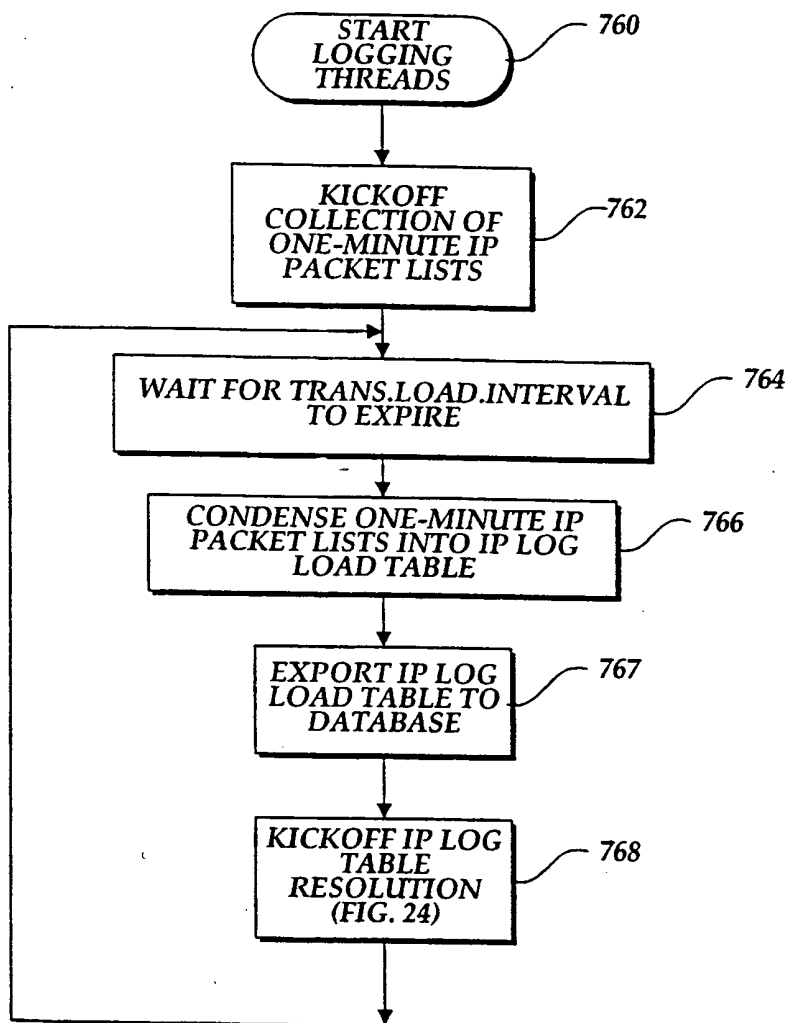 START
LOGGING
THREADS
760
KICKOFF
COLLECTION OF
ONE-MINUTE IP
PACKET LISTS
762
WAIT FOR TRANS.LOAD.INTERVAL
TO EXPIRE
764
CONDENSE ONE-MINUTE IP
PACKET LISTS INTO IP LOG
LOAD TABLE
766
EXPORT IP LOG
LOAD TABLE TO
DATABASE
767
KICKOFF IP LOG
TABLE
RESOLUTION
(FIG. 24)
768